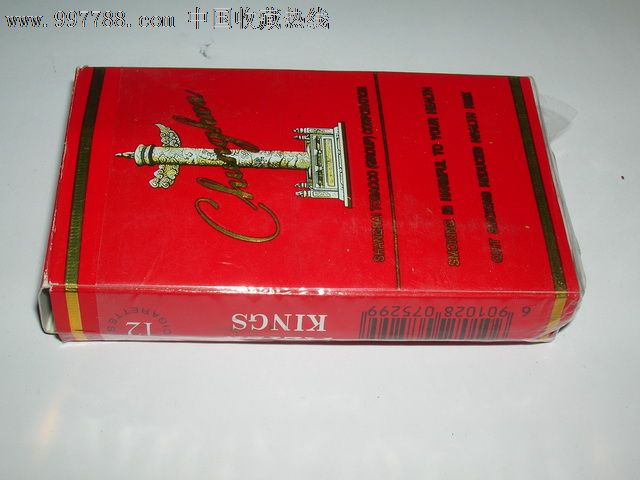 www.997788.com 中国收藏热线
Chunghua
SHANGHAI TOBACCO (GROUP) CORPORATION
SMOKING IS HARMFUL TO YOUR HEALTH
QUIT SMOKING REDUCES HEALTH RISK
12
CIGARETTES
KINGS
6 901028 075299